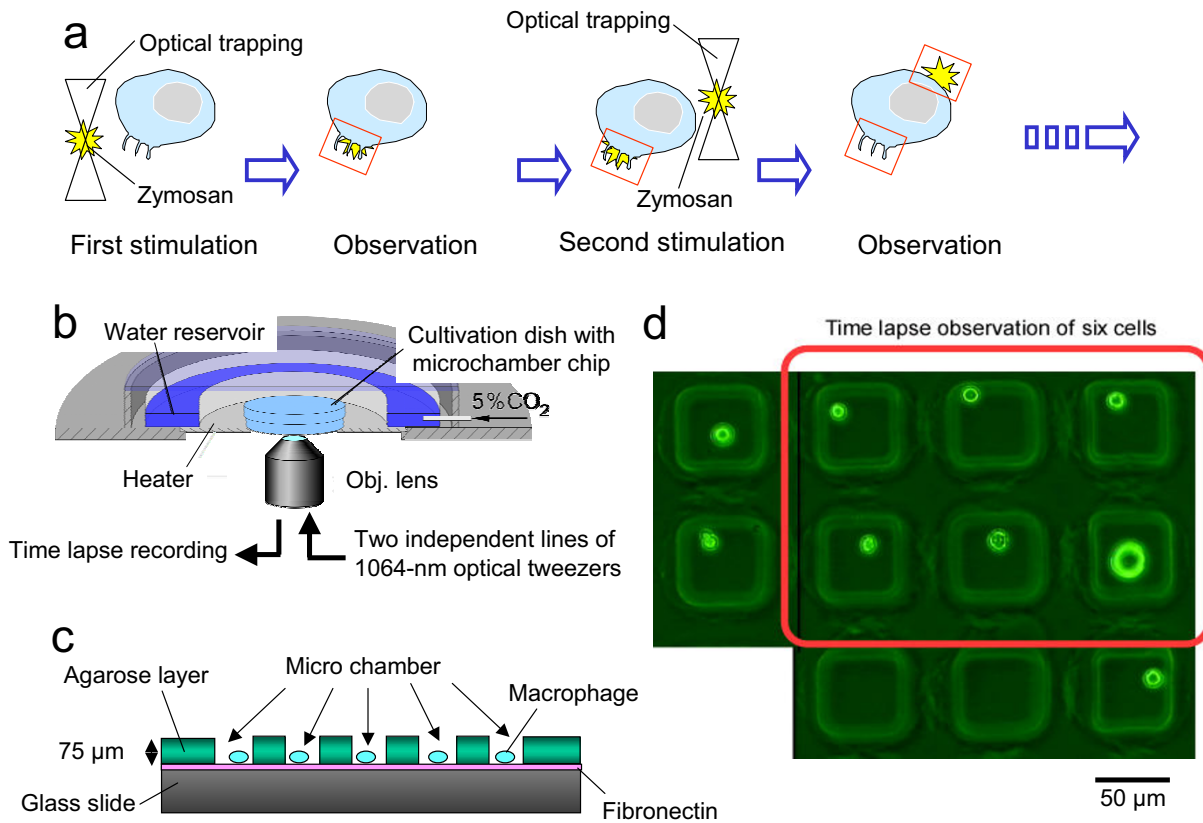 a
Optical trapping
Zymosan
First stimulation
Observation
Optical trapping
Zymosan
Second stimulation
Observation
b
Water reservoir
Cultivation dish with
microchamber chip
5%CO2
Heater
Obj. lens
Time lapse recording
Two independent lines of
1064-nm optical tweezers
c
Agarose layer
Micro chamber
Macrophage
75 µm
Glass slide
Fibronectin
d
Time lapse observation of six cells
50 µm